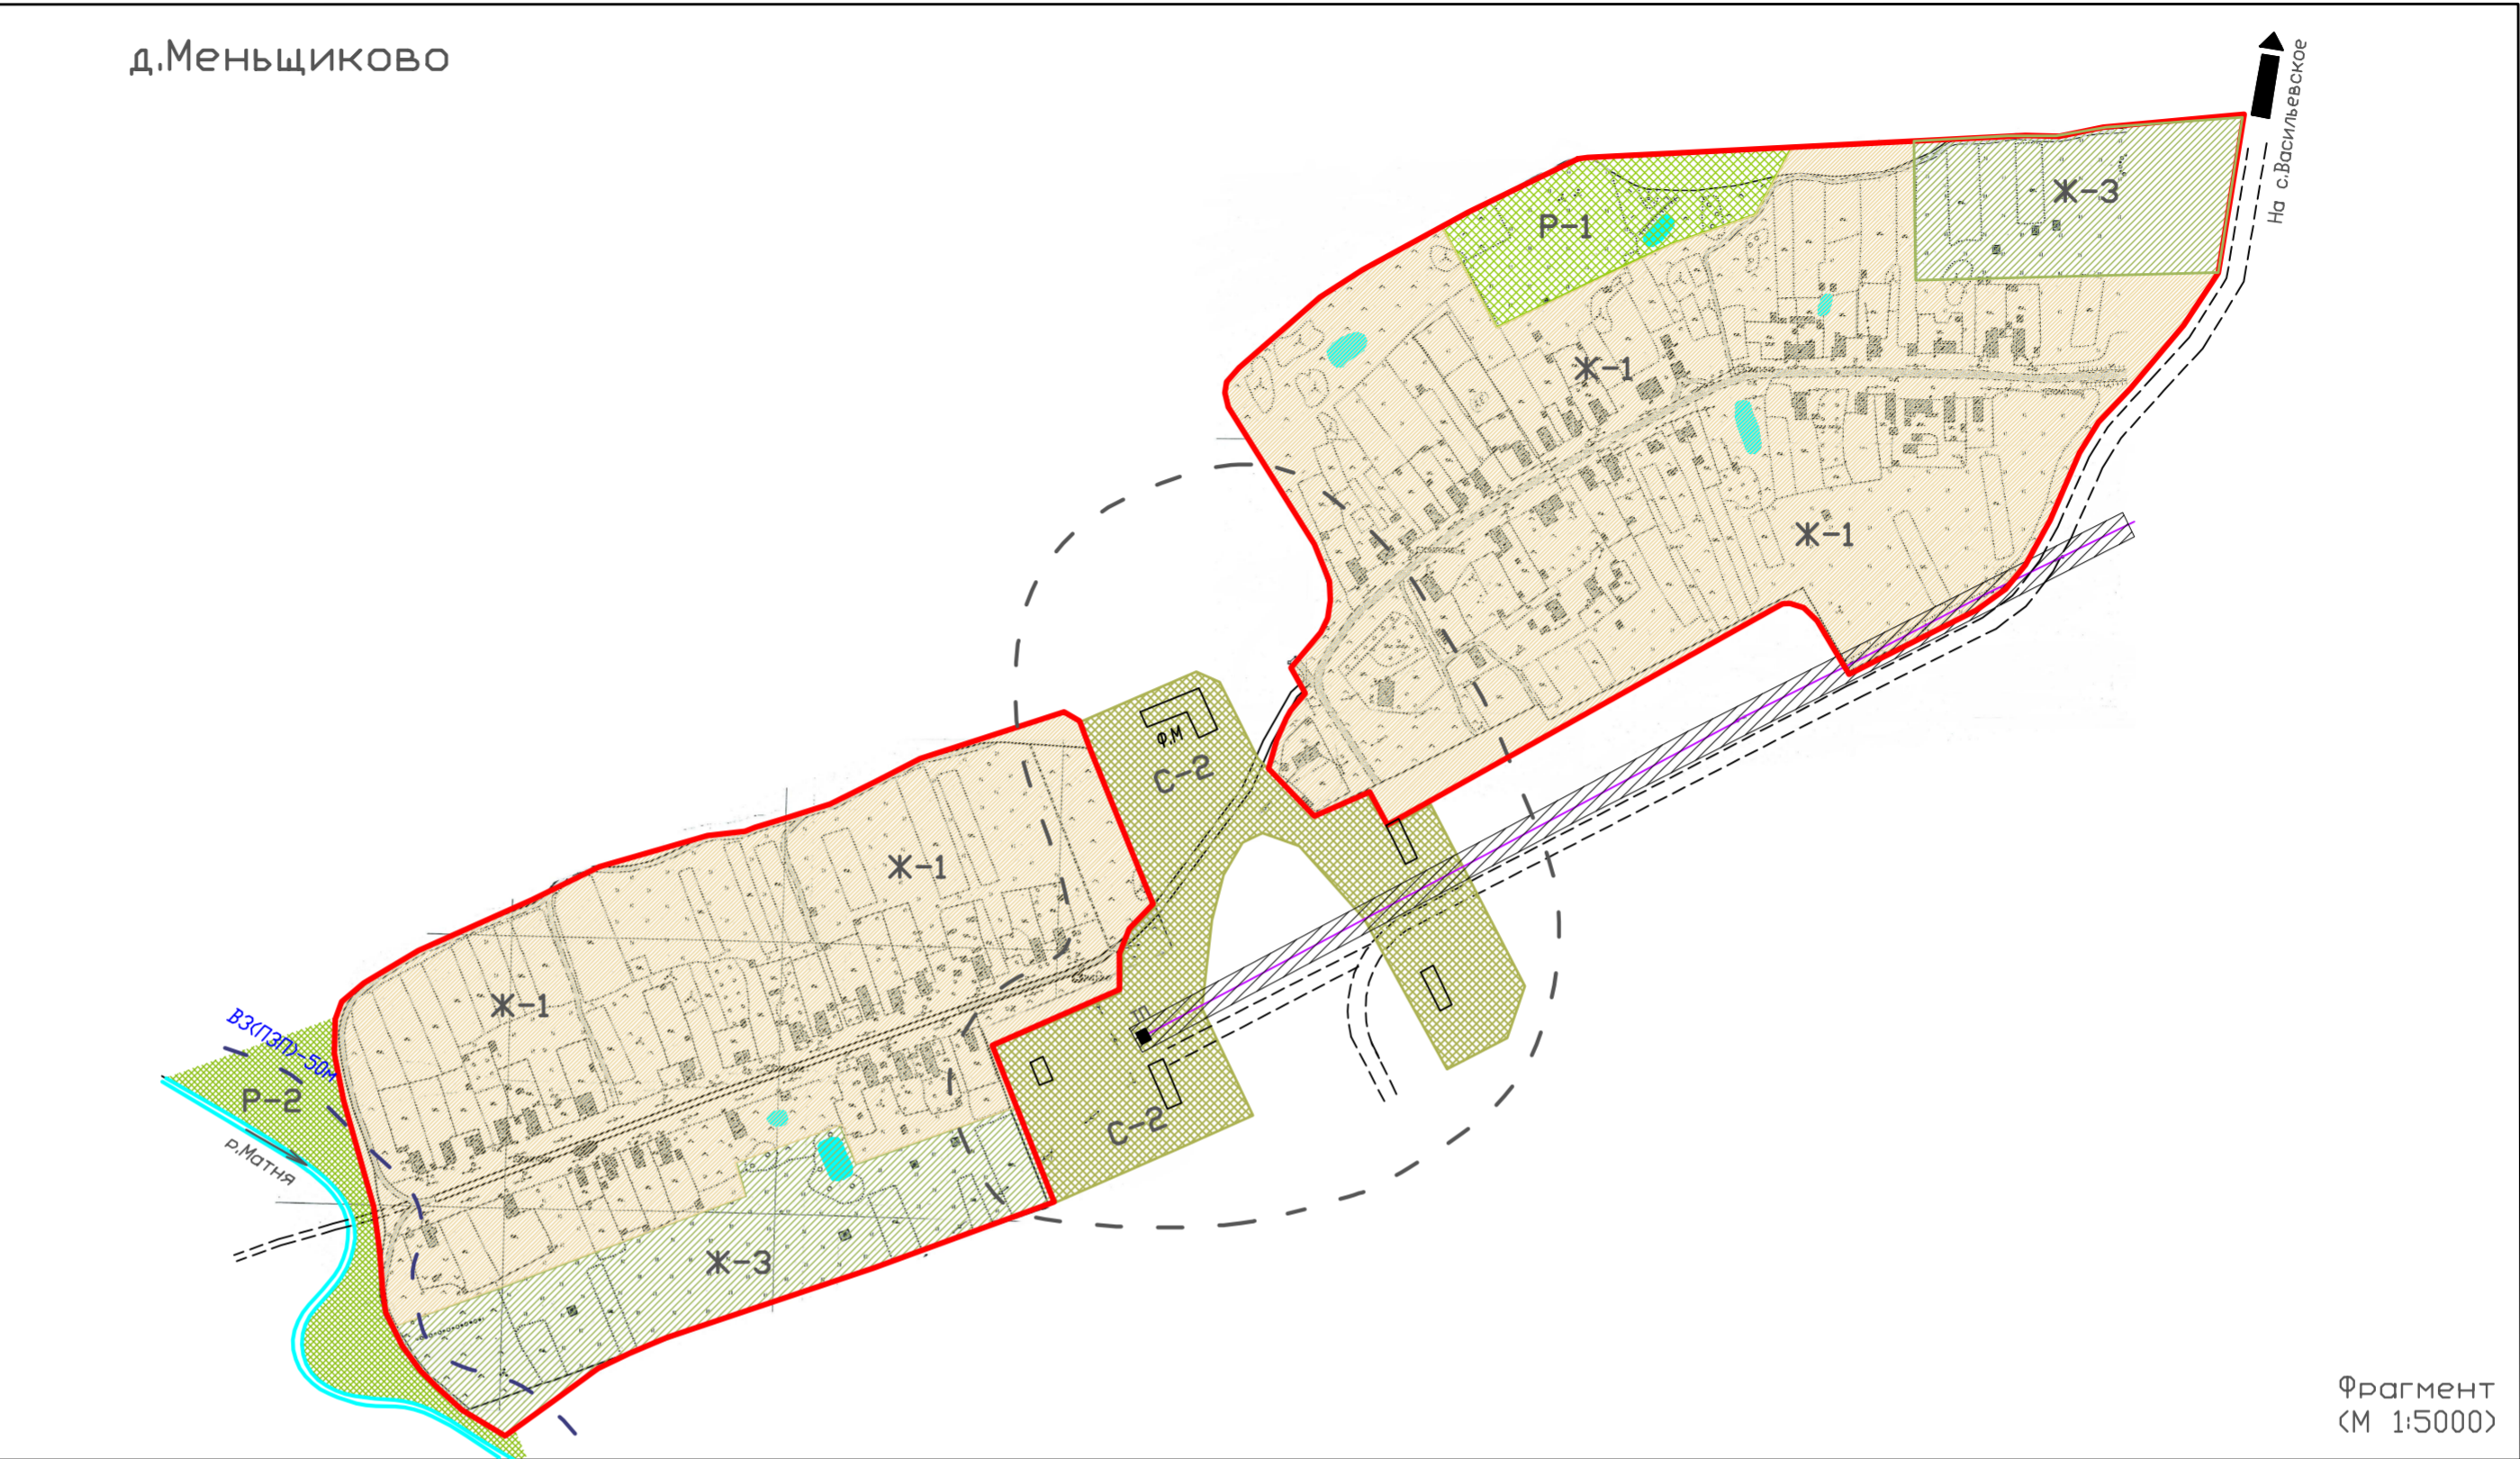 д.Меньщиково
На с.Васильевское
Ж-3
Р-1
Ж-1
Ж-1
Ф.М
С-2
Ж-1
Ж-1
ВЗ(ПЗП)-50м
Р-2
р.Матня
С-2
Ж-3
Фрагмент
(М 1:5000)